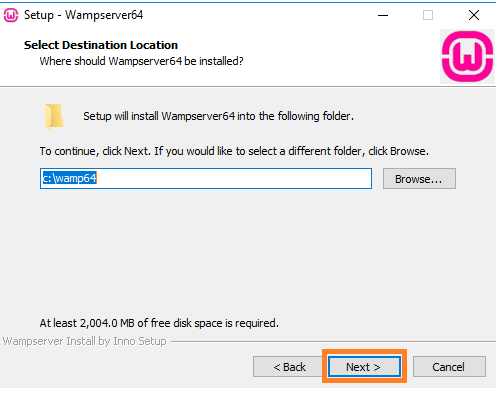 Setup - Wampserver64
Select Destination Location
Where should Wampserver64 be installed?
Setup will install Wampserver64 into the following folder.
To continue, click Next. If you would like to select a different folder, click Browse.
c:\wamp64
Browse...
At least 2,004.0 MB of free disk space is required.
Wampserver Install by Inno Setup
< Back
Next >
Cancel